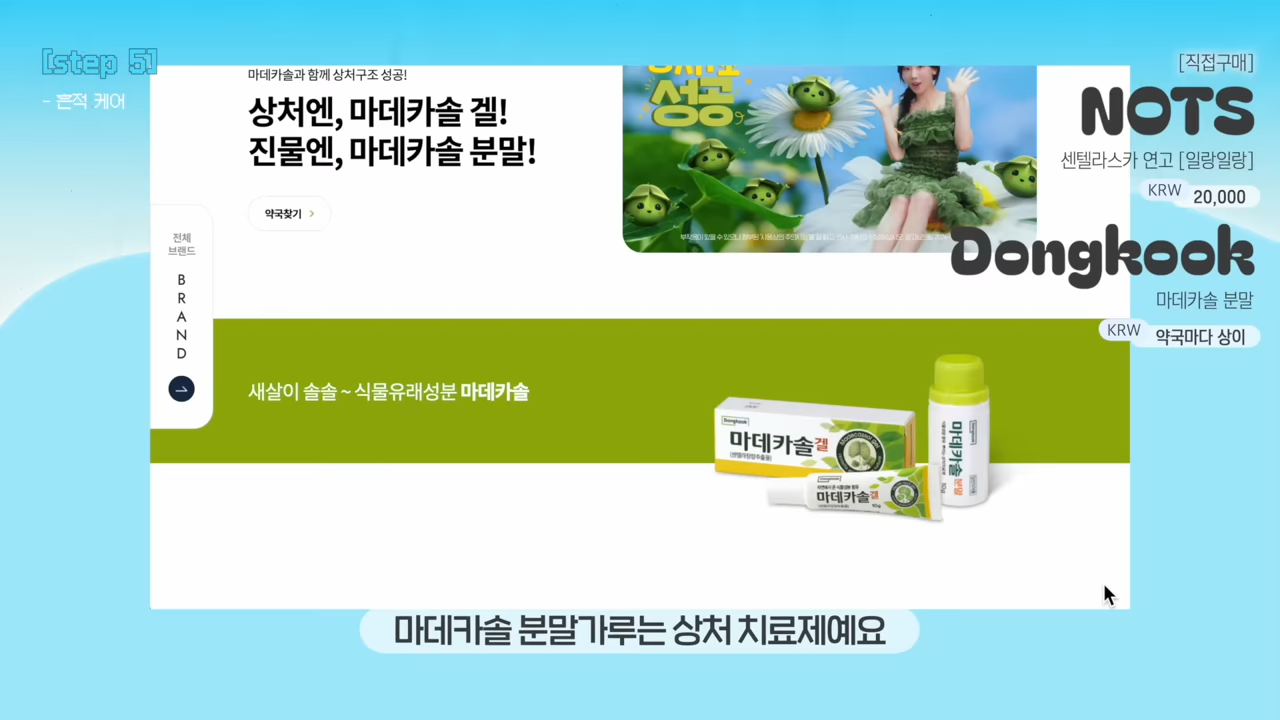 [step 5]
- 흔적 케어
마데카솔과 함께 상처구조 성공!
상처엔, 마데카솔 겔!
진물엔, 마데카솔 분말!
약국찾기
성공
전체
브랜드
BRAND
새살이 솔솔 ~ 식물유래성분 마데카솔
Dongkook
마데카솔겔
Dongkook
마데카솔겔
10g
Dongkook
마데카솔 분말
10g
[직접구매]
NOTS
센텔라스카 연고 [일랑일랑]
KRW 20,000
Dongkook
마데카솔 분말
KRW 약국마다 상이
마데카솔 분말가루는 상처 치료제예요